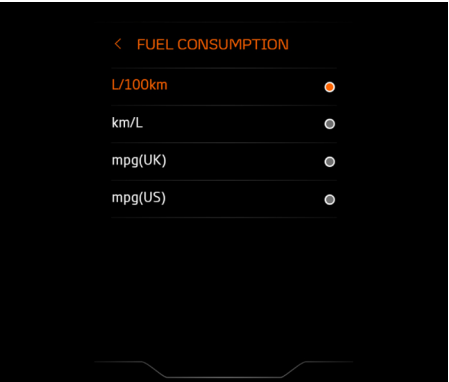 < FUEL CONSUMPTION
L/100km
km/L
mpg(UK)
mpg(US)